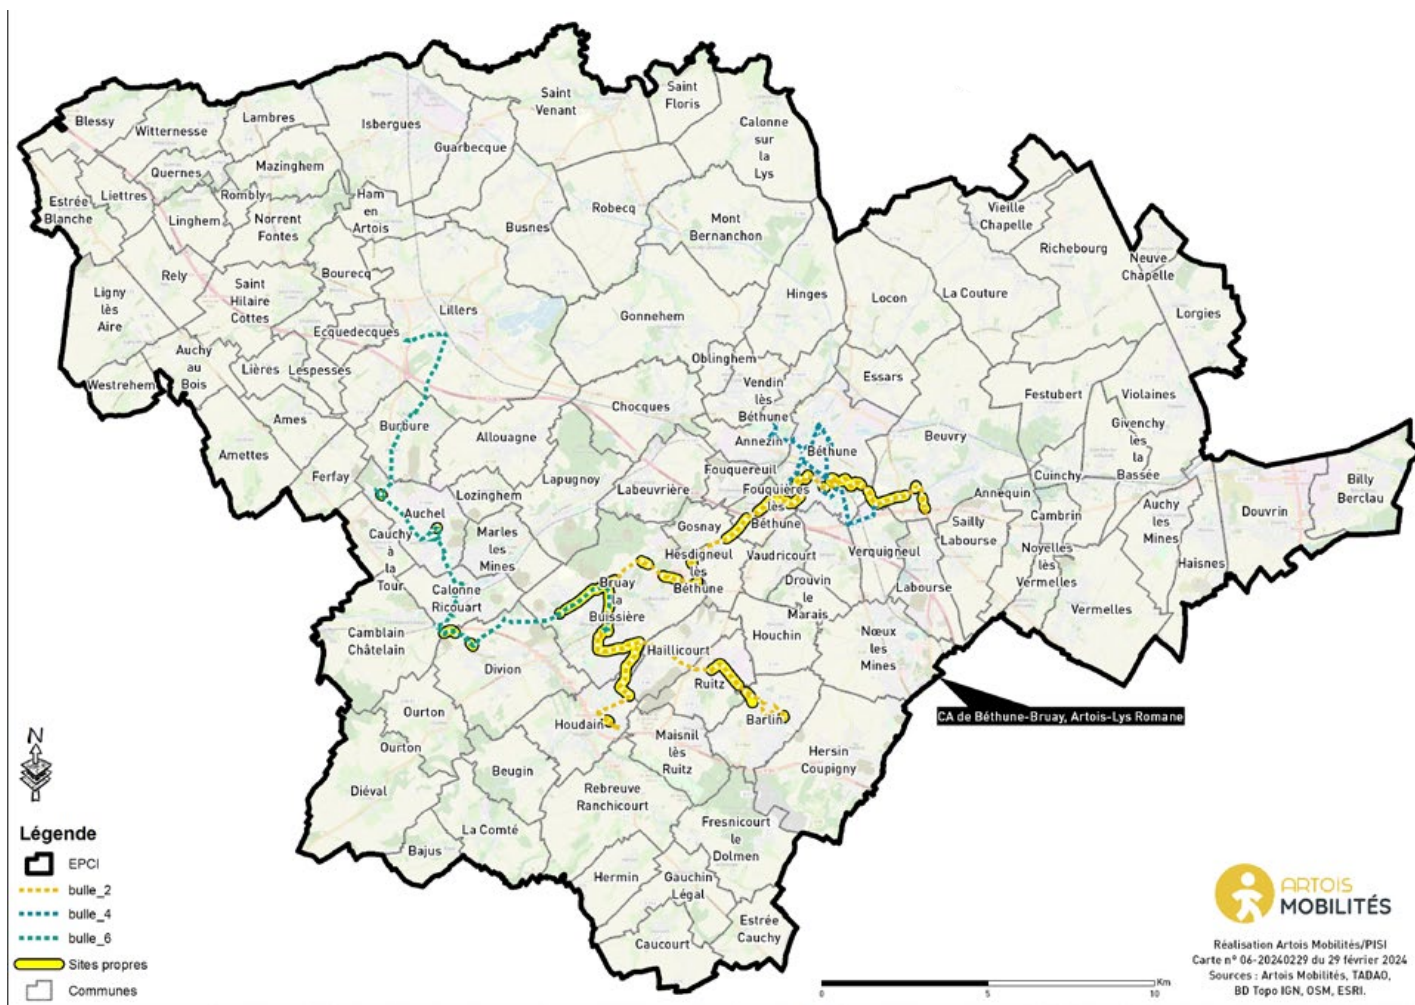 Saint
Venant
Saint
Floris
Blessy
Witternesse
Lambres
Isbergues
Guarbecque
Calonne
sur
la
Lys
Quernes
Mazinghem
Estrée
Blanche
Liettres
Rombly
Linghem
Norrent
Fontes
Ham
en
Artois
Busnes
Robecq
Mont
Bernanchon
Vieille
Chapelle
Richebourg
Neuve
Chapelle
Ligny
lès
Aire
Rely
Saint
Hilaire
Cottes
Bourecq
Ecquedecques
Lillers
Gonnehem
Hinges
Locon
La Couture
Lorgies
Westrehem
Auchy
au
Bois
Lières
Lespesses
Oblinghem
Vendin
lès
Béthune
Essars
Festubert
Violaines
Ames
Amettes
Burbure
Allouagne
Chocques
Annezin
Béthune
Beuvry
Givenchy
lès
la
Bassée
Ferfay
Lozinghem
Lapugnoy
Labeuvrière
Fouquereuil
Fouquières
lès
Béthune
Cuinchy
Annequin
Cambrin
Auchy
les
Mines
Douvrin
Billy
Berclau
Auchel
Cauchy
à
la
Tour
Marles
les
Mines
Gosnay
Hesdigneul
lès
Béthune
Vaudricourt
Verquigneul
Sailly
Labourse
Noyelles
lès
Vermelles
Haisnes
Calonne
Ricouart
Bruay
la
Buissière
Drouvin
le
Marais
Labourse
Vermelles
Camblain
Châtelain
Divion
Haillicourt
Houchin
Nœux
les
Mines
Ruitz
Ourton
Houdain
Barlin
CA de Béthune-Bruay, Artois-Lys Romane
Ourton
Beugin
Maisnil
lès
Ruitz
Hersin
Coupigny
Diéval
Rebreuve
Ranchicourt
La Comté
Bajus
Fresnicourt
le
Dolmen
Hermin
Gauchin
Légal
Estrée
Cauchy
Caucourt
N
Légende
EPCI
bulle_2
bulle_4
bulle_6
Sites propres
Communes
ARTOIS
MOBILITÉS
Réalisation Artois Mobilités/PISI
Carte n° 06-20240229 du 29 février 2024
Sources : Artois Mobilités, TADAO,
BD Topo IGN, OSM, ESRI.
Km
0 5 10